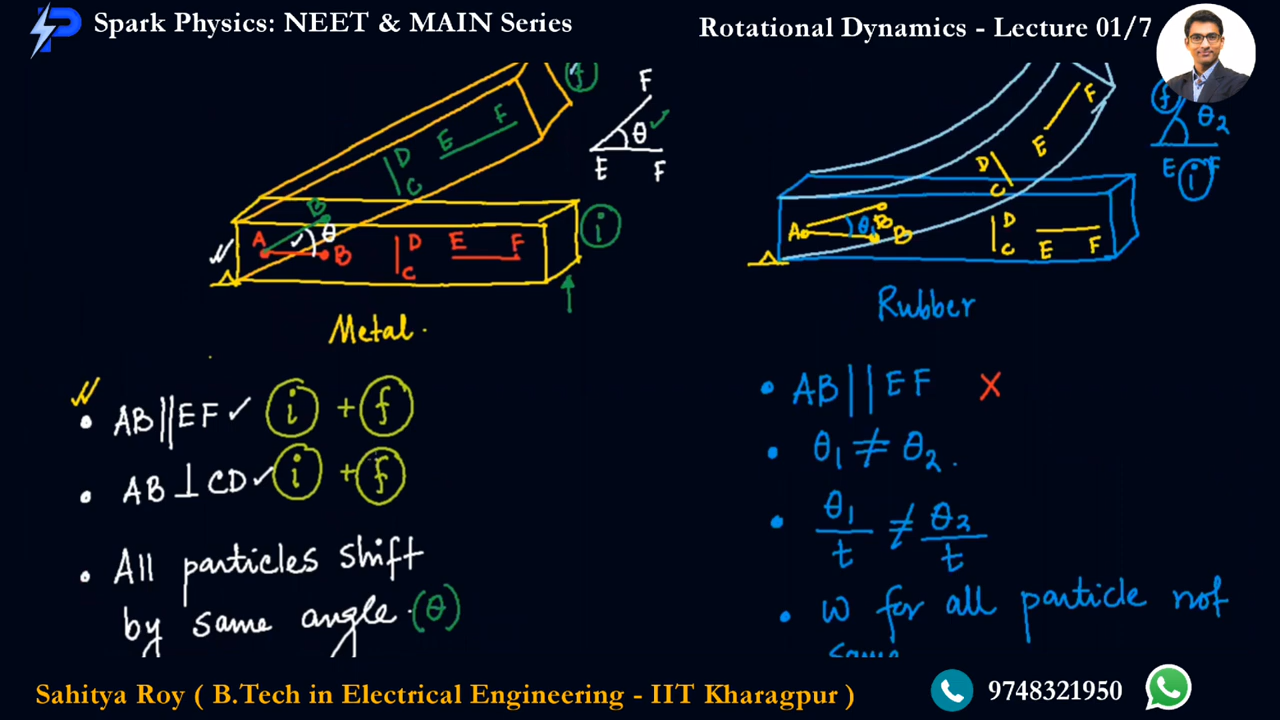 Spark Physics: NEET & MAIN Series
Rotational Dynamics - Lecture 01/7
f
F
θ
E F
E F
D
C
B
A θ B
D
C
E F
i
Metal.
AB||EF i + f
AB ⊥ CD i + f
All particles shift
by same angle.(θ)
F
E
D
C
f
θ2
E F
i
A θ1 B
B
D
C
E F
Rubber
AB || EF X
θ1 ≠ θ2.
θ1/t ≠ θ2/t
w for all particle not
same
Sahitya Roy ( B.Tech in Electrical Engineering - IIT Kharagpur )
9748321950